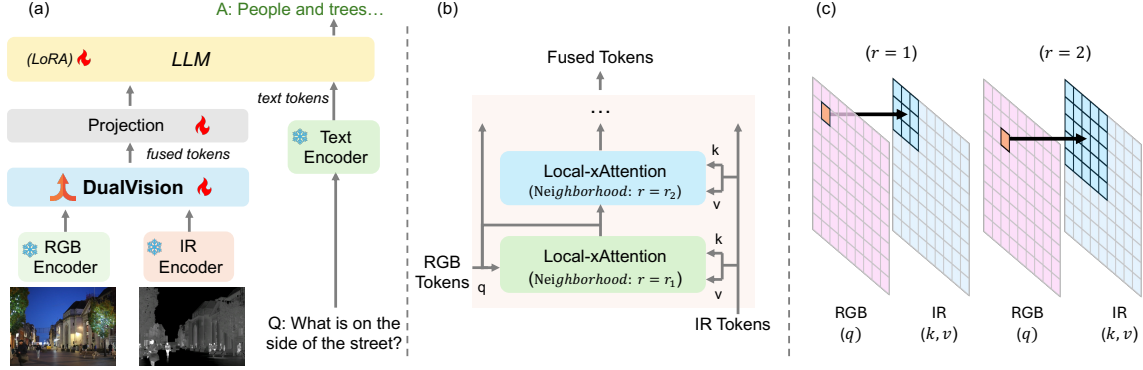 (a)
A: People and trees...
(LoRA)
LLM
text tokens
Projection
fused tokens
Text
Encoder
DualVision
RGB
Encoder
IR
Encoder
Q: What is on the
side of the street?
(b)
Fused Tokens
...
Local-xAttention
(Neighborhood: r = r₂)
k
v
Local-xAttention
(Neighborhood: r = r₁)
k
v
RGB
Tokens
q
IR Tokens
(c)
(r = 1)
(r = 2)
RGB
(q)
IR
(k, v)
RGB
(q)
IR
(k, v)